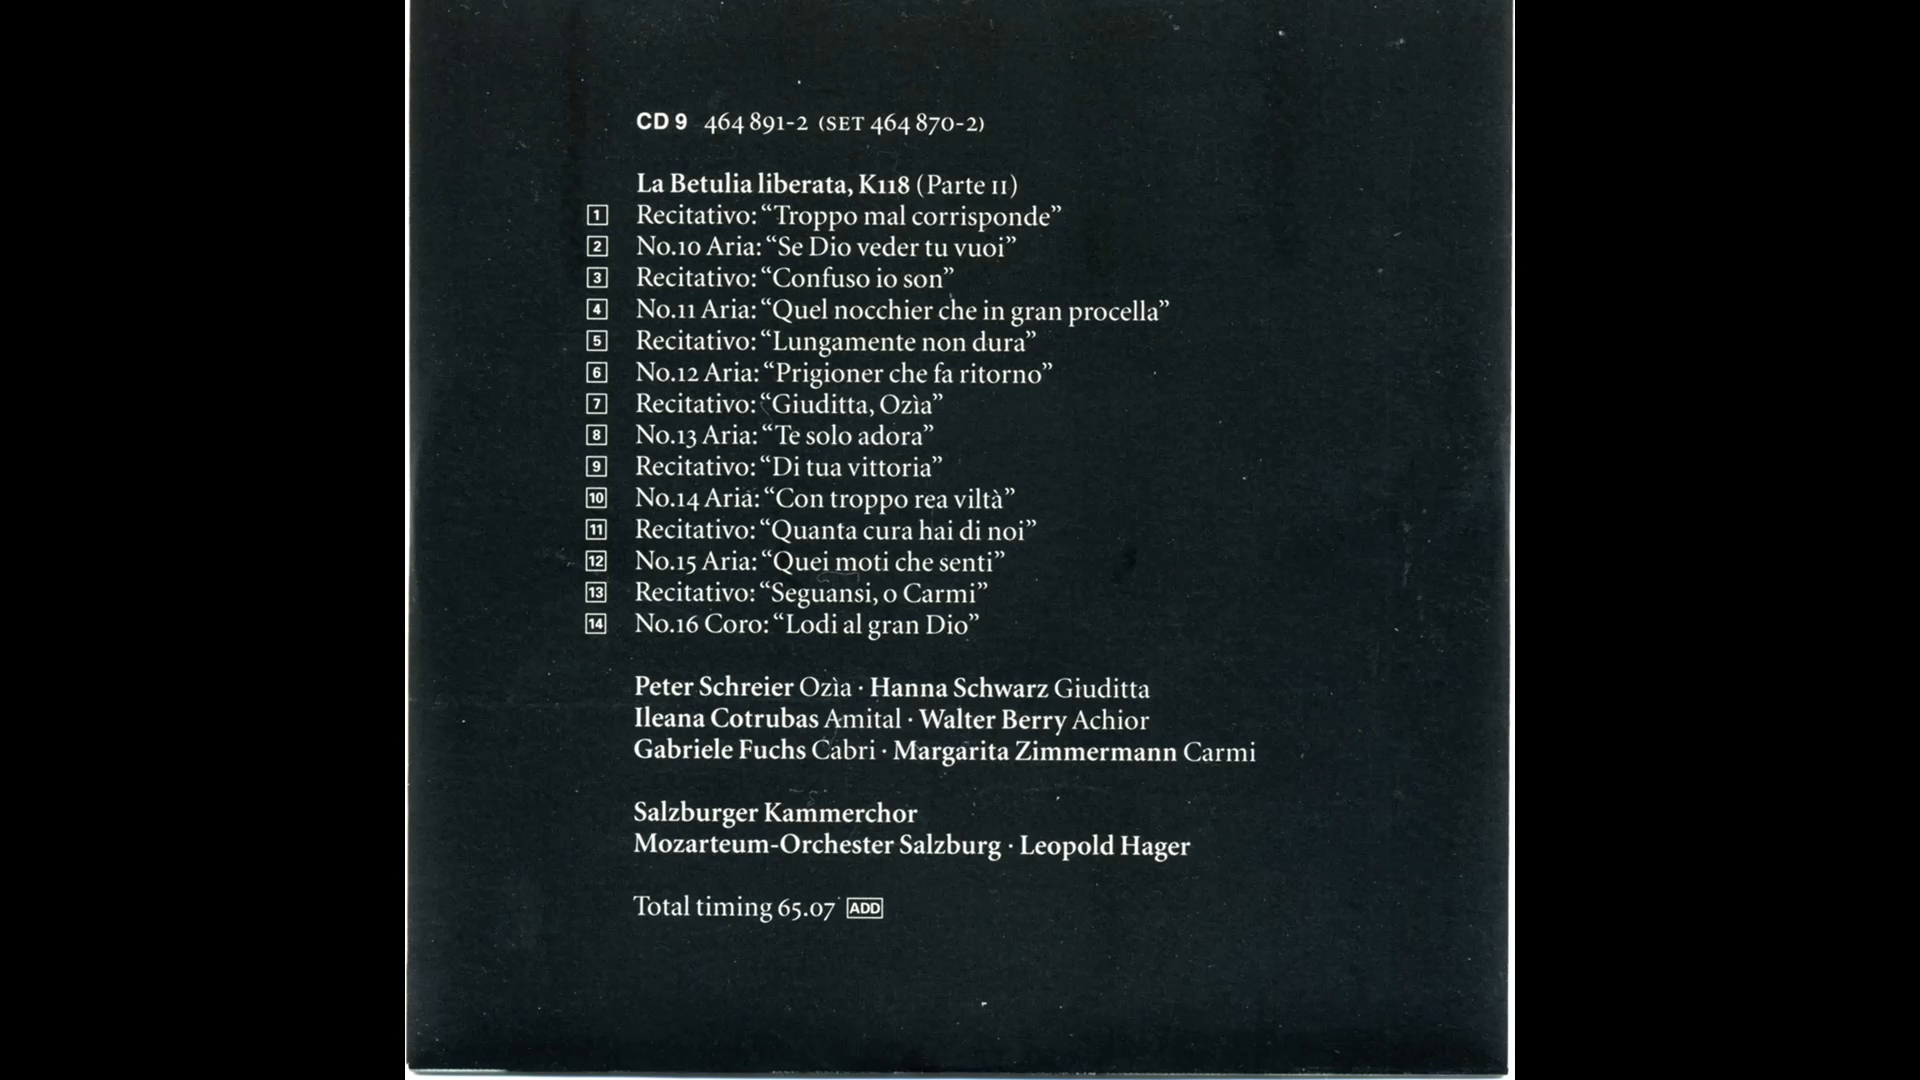 CD 9 464 891-2 (SET 464 870-2)
La Betulia liberata, K118 (Parte II)
1 Recitativo: “Troppo mal corrisponde”
2 No.10 Aria: “Se Dio veder tu vuoi”
3 Recitativo: “Confuso io son”
4 No.11 Aria: “Quel nocchier che in gran procella”
5 Recitativo: “Lungamente non dura”
6 No.12 Aria: “Prigioner che fa ritorno”
7 Recitativo: “Giuditta, Ozìa”
8 No.13 Aria: “Te solo adora”
9 Recitativo: “Di tua vittoria”
10 No.14 Aria: “Con troppo rea viltà”
11 Recitativo: “Quanta cura hai di noi”
12 No.15 Aria: “Quei moti che senti”
13 Recitativo: “Seguansi, o Carmi”
14 No.16 Coro: “Lodi al gran Dio”
Peter Schreier Ozìa · Hanna Schwarz Giuditta
Ileana Cotrubas Amital · Walter Berry Achior
Gabriele Fuchs Cabri · Margarita Zimmermann Carmi
Salzburger Kammerchor
Mozarteum-Orchester Salzburg · Leopold Hager
Total timing 65.07 ADD